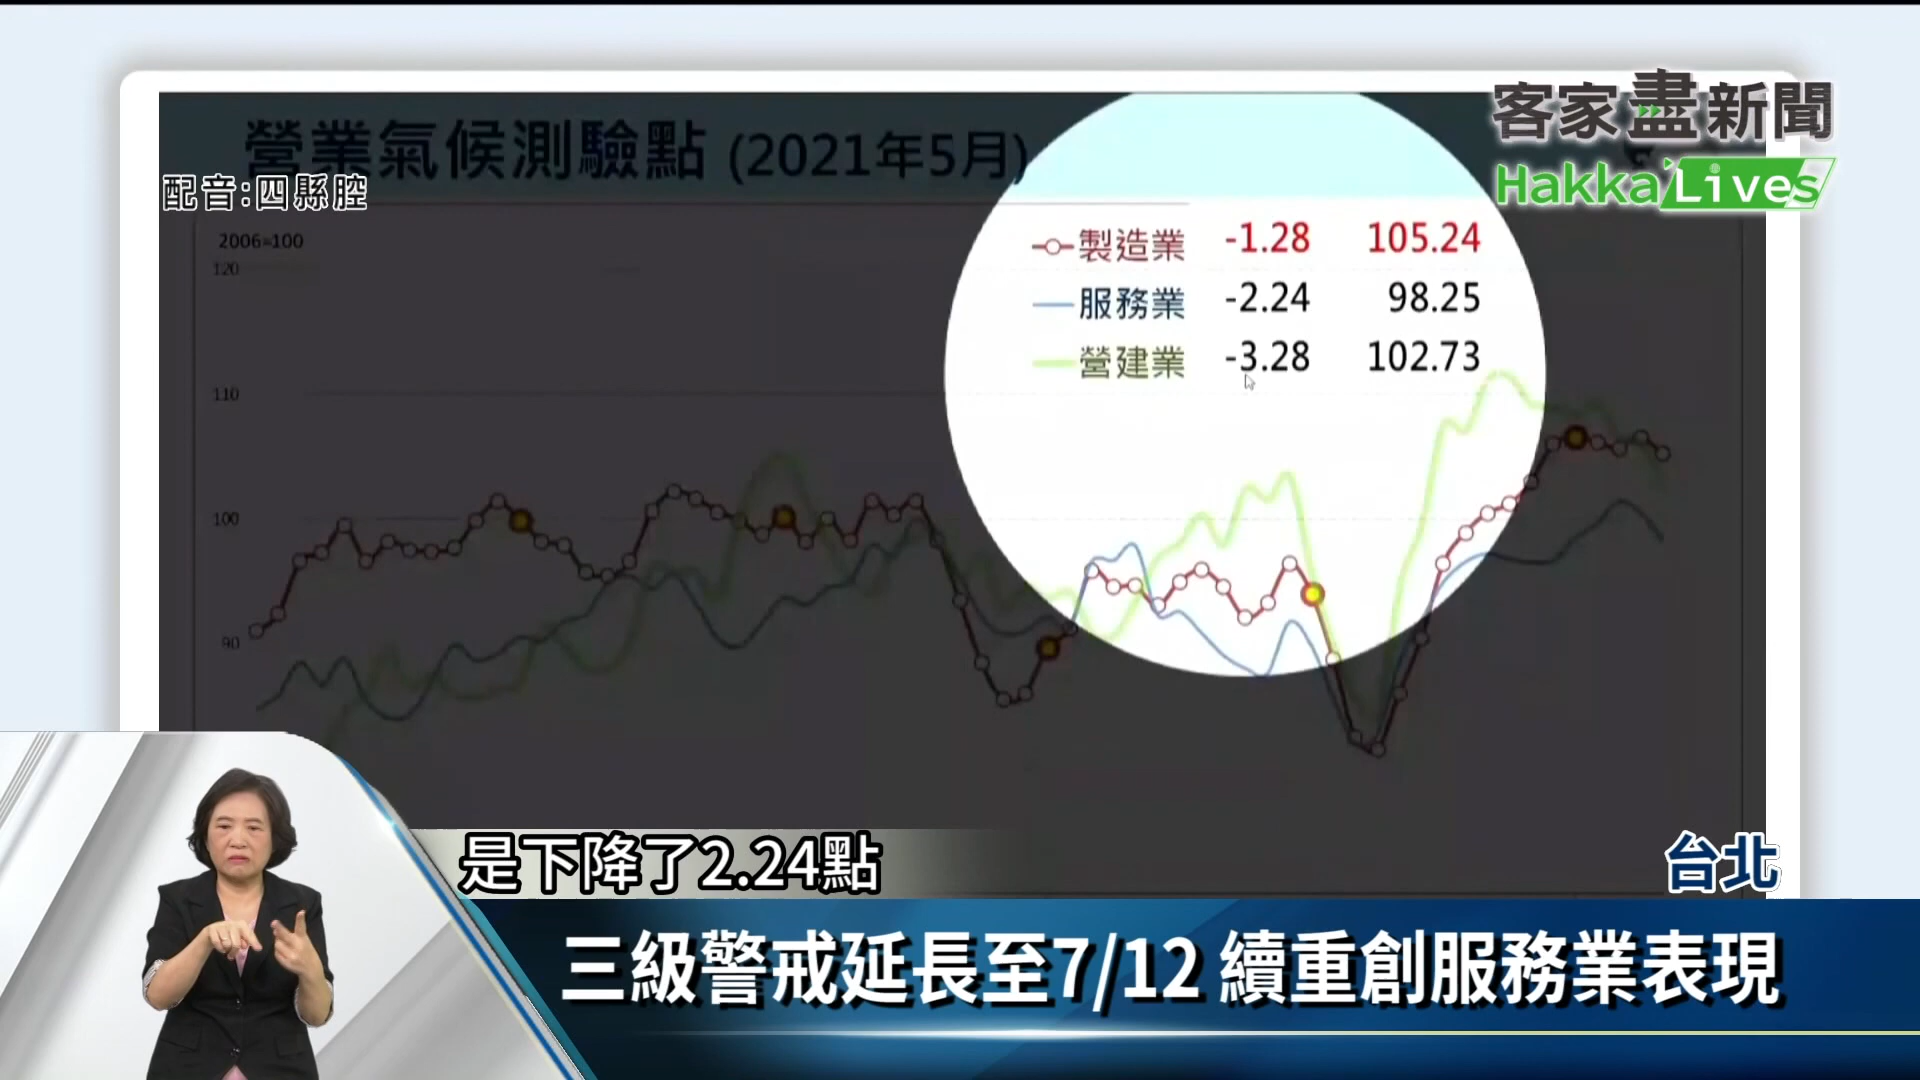 客家盡新聞
Hakka Lives
營業氣候測驗點 (2021年5月)
配音:四縣腔
2006=100
120
110
100
90
製造業 -1.28 105.24
服務業 -2.24 98.25
營建業 -3.28 102.73
是下降了2.24點
台北
三級警戒延長至7/12 續重創服務業表現